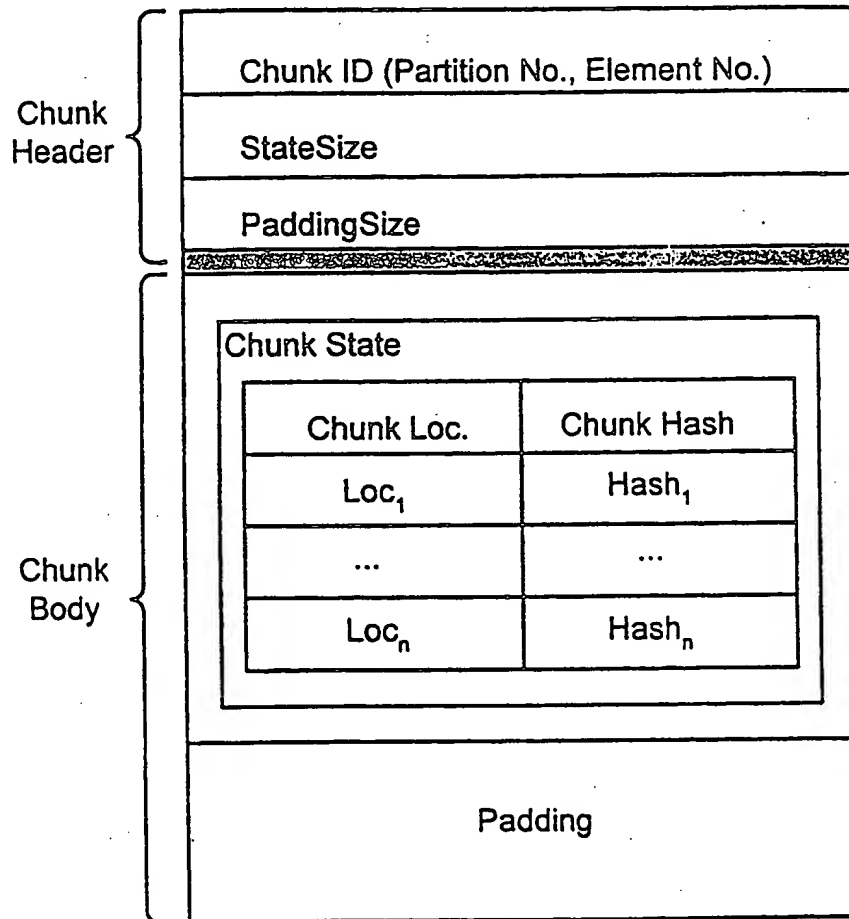 Chunk
Header
Chunk ID (Partition No., Element No.)
StateSize
PaddingSize
Chunk
Body
Chunk State
Chunk Loc. Chunk Hash
Loc₁ Hash₁
... ...
Locₙ Hashₙ
Padding